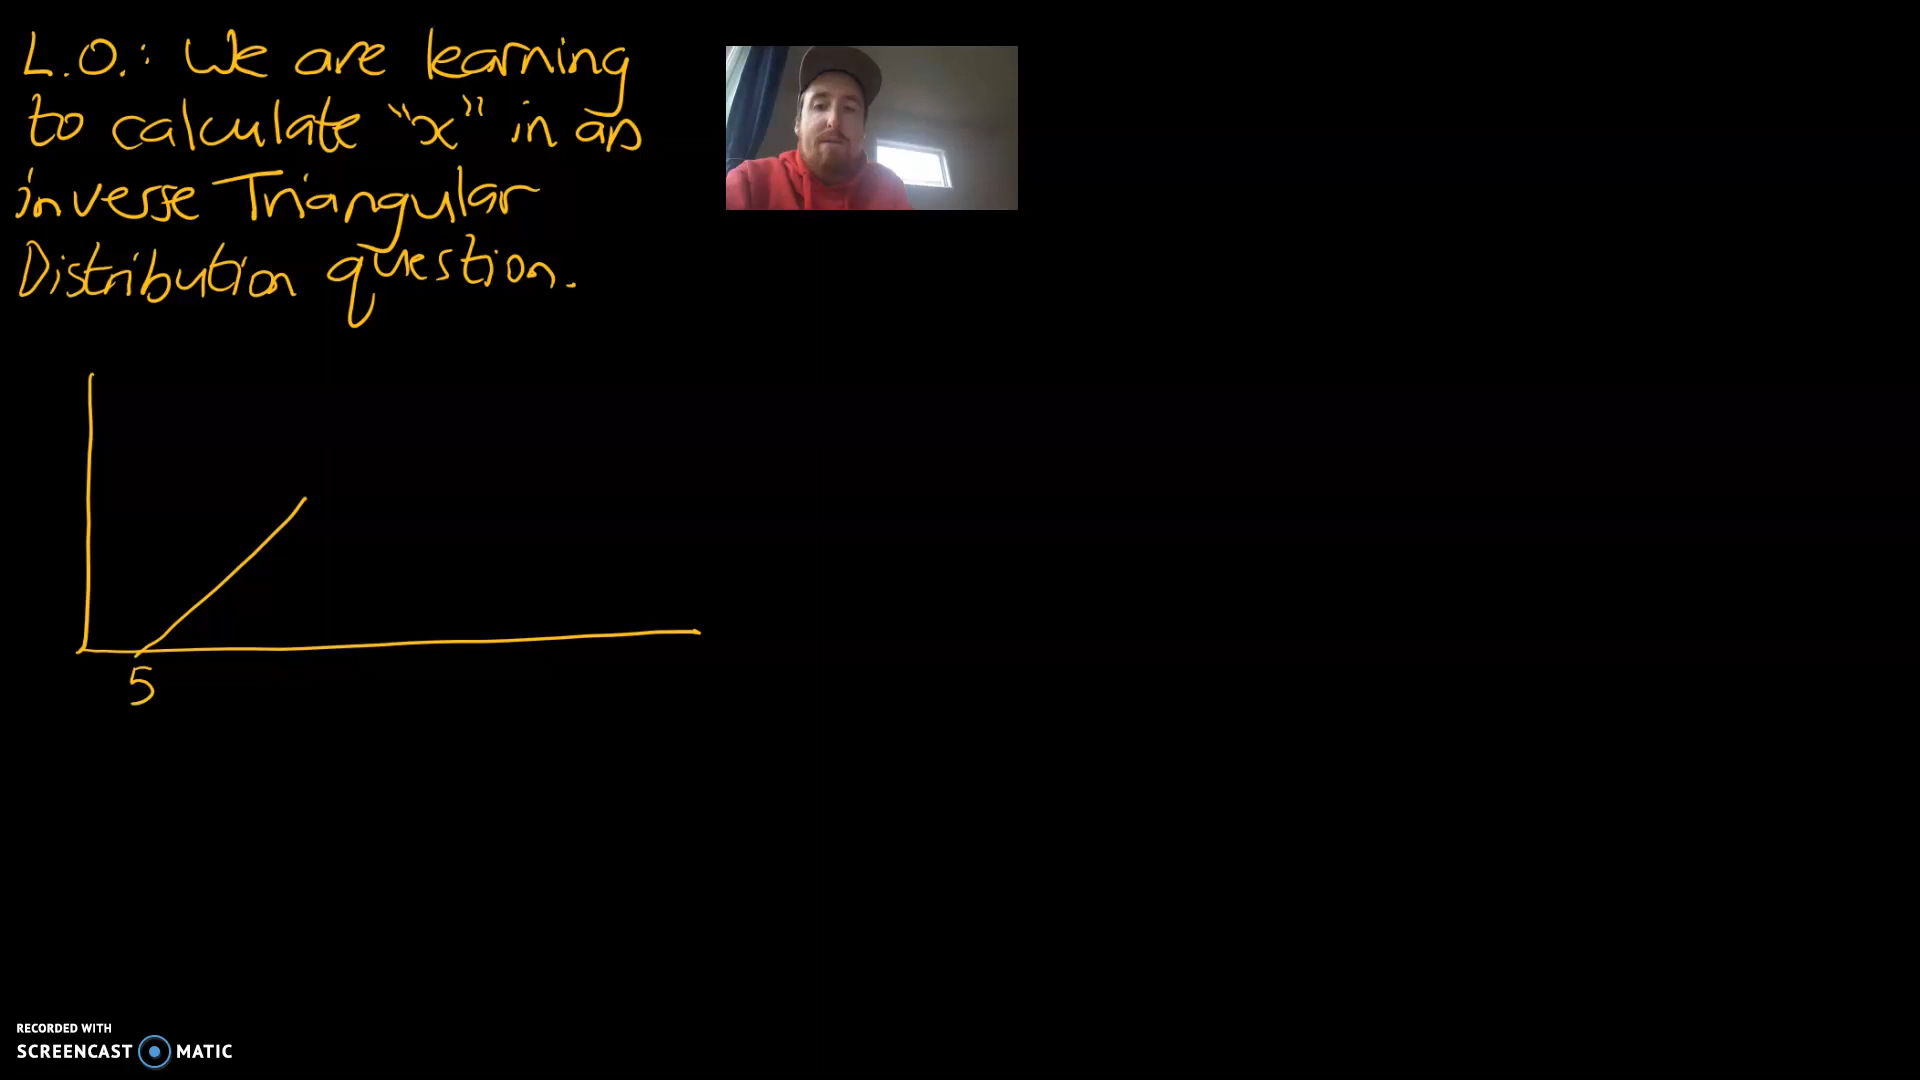 L.O.: We are learning
to calculate "x" in an
inverse Triangular
Distribution question.
5
RECORDED WITH
SCREENCAST MATIC